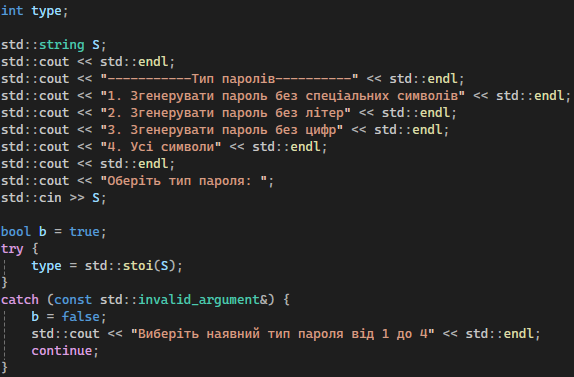 int type;
std::string S;
std::cout << std::endl;
std::cout << "-----------Тип паролів----------" << std::endl;
std::cout << "1. Згенерувати пароль без спеціальних символів" << std::endl;
std::cout << "2. Згенерувати пароль без літер" << std::endl;
std::cout << "3. Згенерувати пароль без цифр" << std::endl;
std::cout << "4. Усі символи" << std::endl;
std::cout << std::endl;
std::cout << "Оберіть тип пароля: ";
std::cin >> S;
bool b = true;
try {
    type = std::stoi(S);
}
catch (const std::invalid_argument&) {
    b = false;
    std::cout << "Виберіть наявний тип пароля від 1 до 4" << std::endl;
    continue;
}